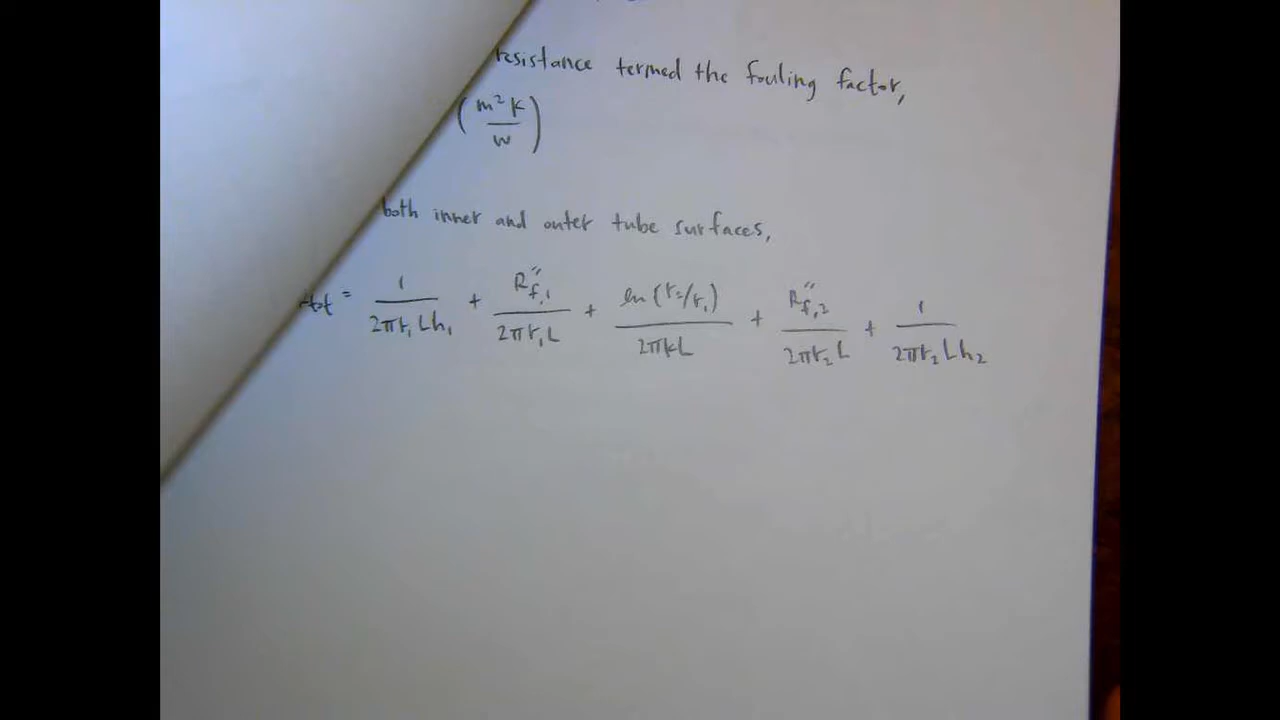 resistance termed the fouling factor,
(m² K / W)
both inner and outer tube surfaces,
tot = 1 / 2πr₁Lh₁ + R″f,1 / 2πr₁L + ln(r₂/r₁) / 2πkL + R″f,2 / 2πr₂L + 1 / 2πr₂Lh₂